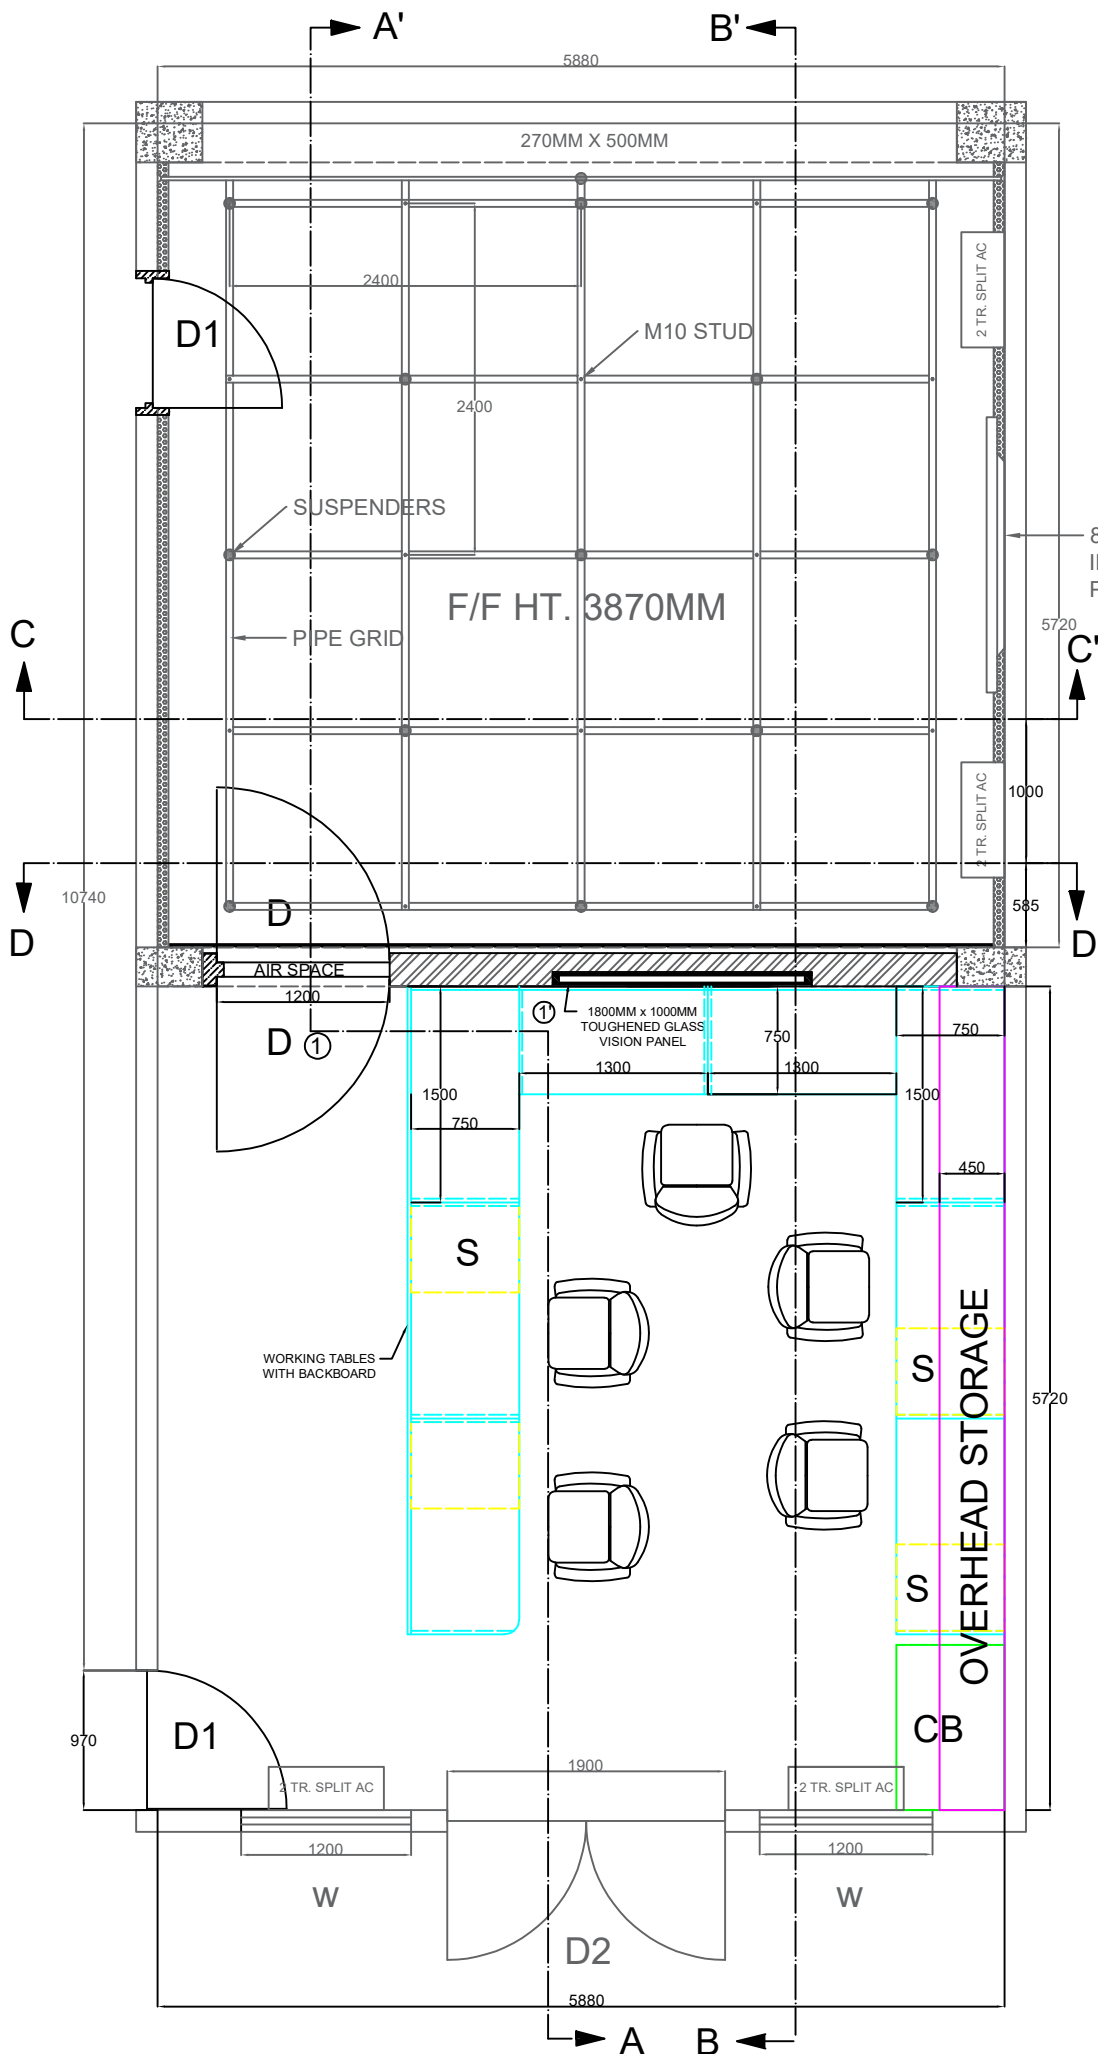 A'
B'
5880
270MM X 500MM
2 TR. SPLIT AC
2400
D1
M10 STUD
2400
SUSPENDERS
8
F/F HT. 3870MM
5720
C
PIPE GRID
C'
2 TR. SPLIT AC
1000
10740
D
585
D
D
AIR SPACE
1200
1'
1800MM x 1000MM
TOUGHENED GLASS
VISION PANEL
D
1
750
750
1300
1300
1500
1500
750
450
S
WORKING TABLES
WITH BACKBOARD
S
OVERHEAD STORAGE
5720
S
CB
970
D1
2 TR. SPLIT AC
1900
2 TR. SPLIT AC
1200
1200
W
W
D2
5880
A
B